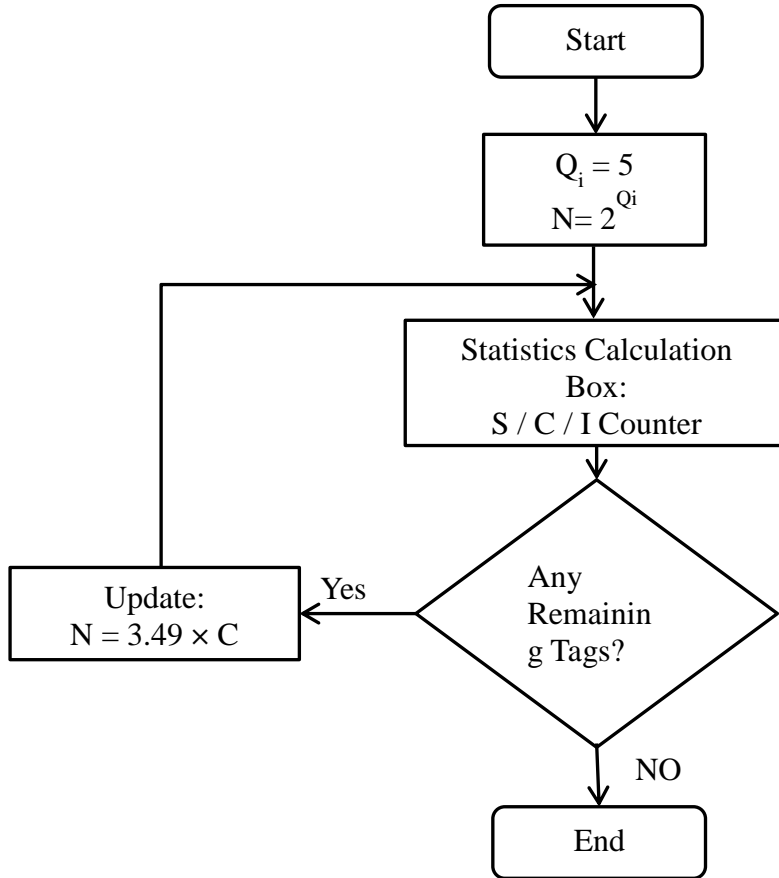 Start
Q_i = 5
N= 2^Qi
Statistics Calculation
Box:
S / C / I Counter
Any
Remainin
g Tags?
Yes
Update:
N = 3.49 × C
NO
End